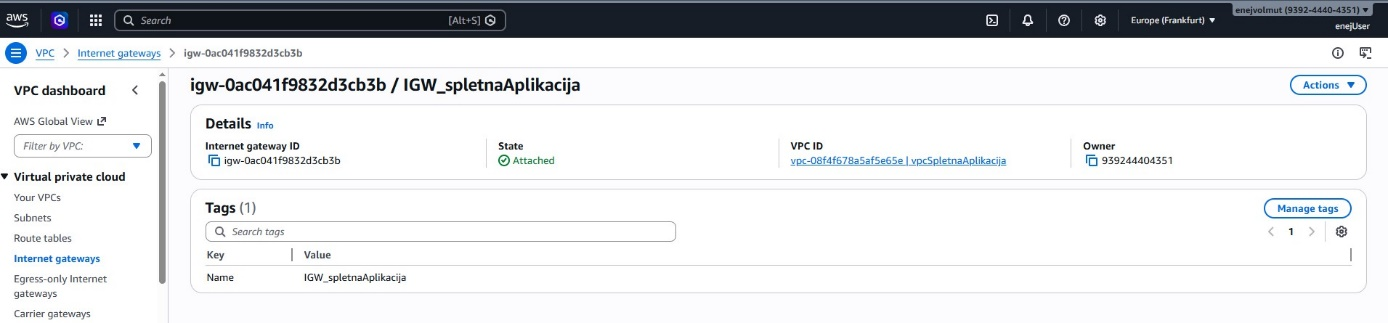 aws
Search [Alt+S]
Europe (Frankfurt)
enejvolmut (9392-4440-4351)
enejUser
VPC > Internet gateways > igw-0ac041f9832d3cb3b
VPC dashboard
AWS Global View
Filter by VPC:
Virtual private cloud
Your VPCs
Subnets
Route tables
Internet gateways
Egress-only Internet
gateways
Carrier gateways
igw-0ac041f9832d3cb3b / IGW_spletnaAplikacija
Actions
Details Info
Internet gateway ID
igw-0ac041f9832d3cb3b
State
Attached
VPC ID
vpc-08f4f678a5af5e65e | vpcSpletnaAplikacija
Owner
939244404351
Tags (1)
Manage tags
Search tags
1
Key Value
Name IGW_spletnaAplikacija